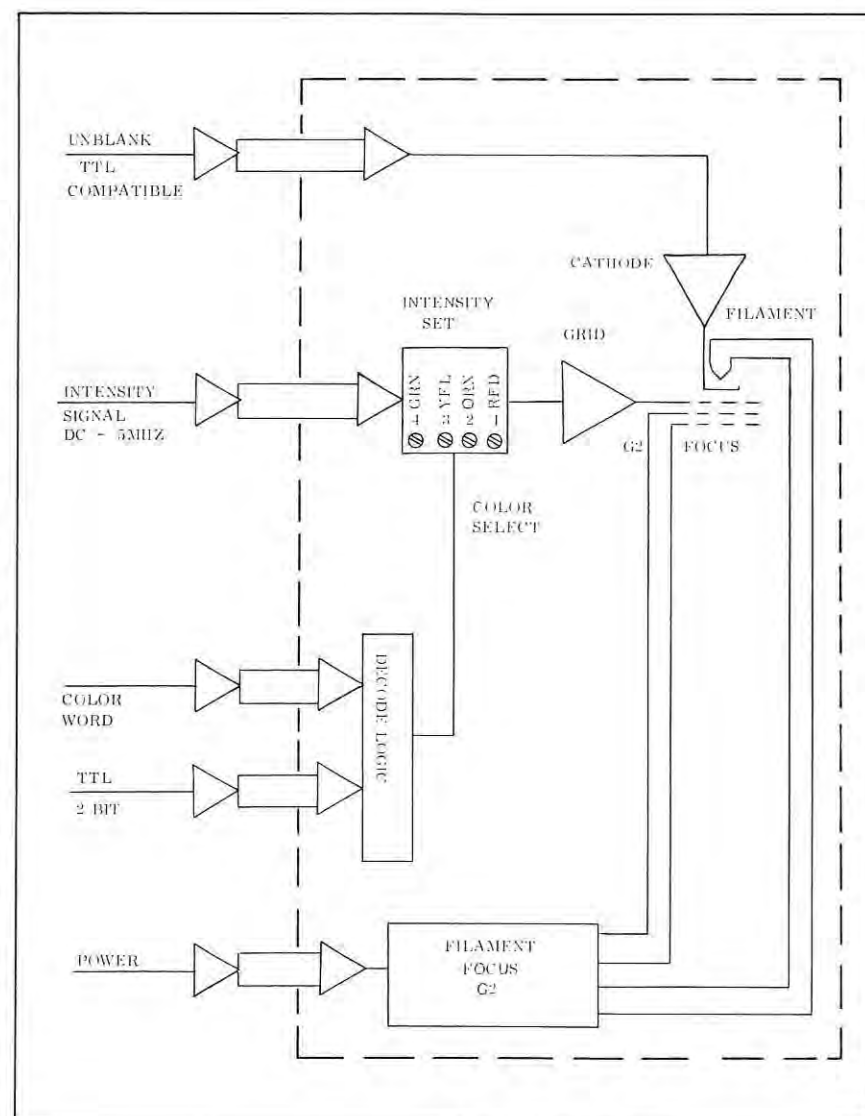 UNBLANK
TTL
COMPATIBLE
CATHODE
FILAMENT
INTENSITY
SET
GRID
GRN
YEL
ORN
RED
4
3
2
1
INTENSITY
SIGNAL
DC - 5MHZ
G2
FOCUS
COLOR
SELECT
DECODE LOGIC
COLOR
WORD
TTL
2 BIT
POWER
FILAMENT
FOCUS
G2